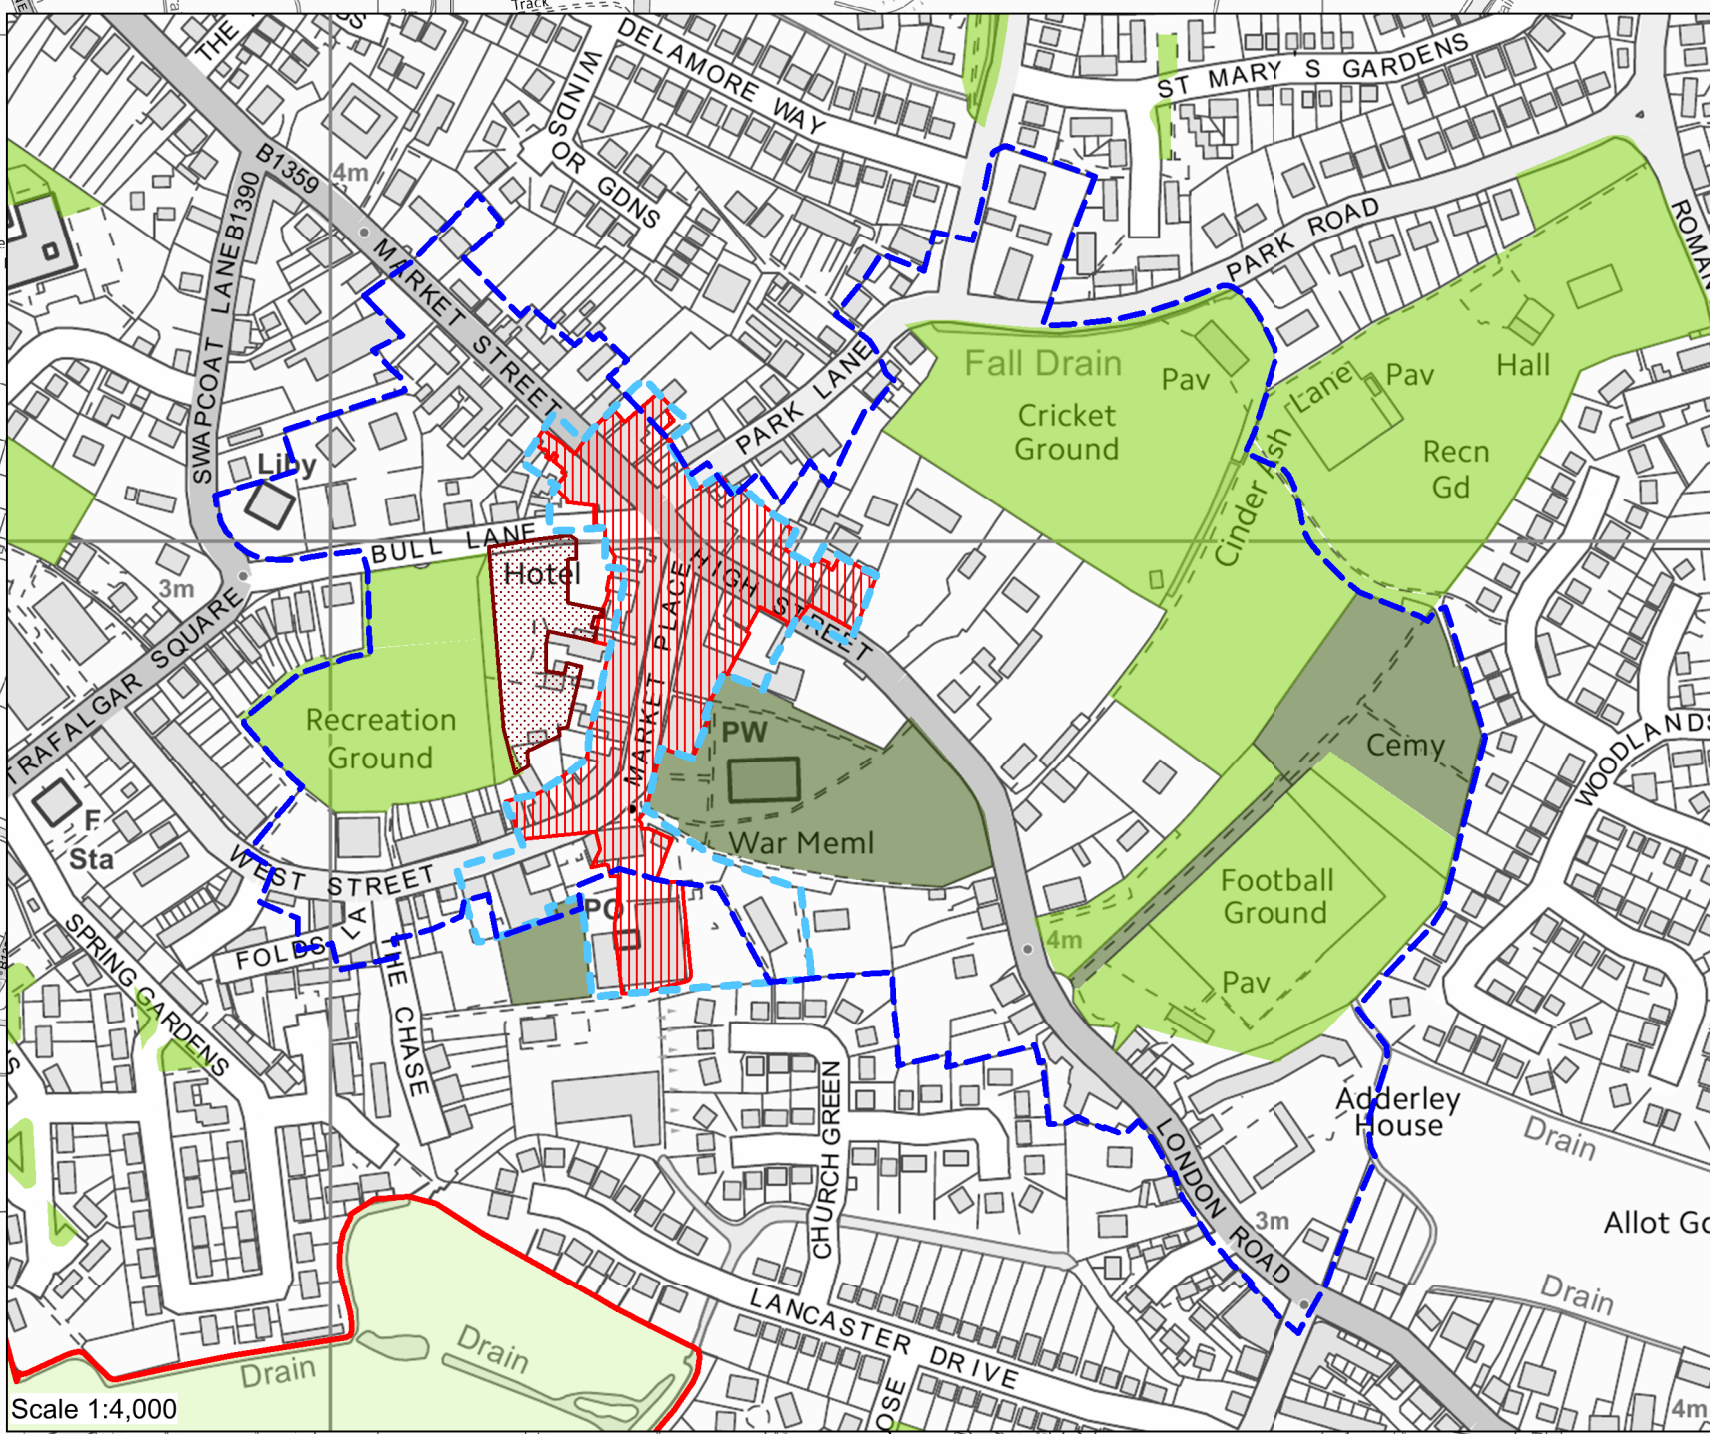 Track
THE
DELAMORE WAY
ST MARY'S GARDENS
WINDSOR GDNS
B1359
4m
B1390
SWAPCOAT LANE
MARKET STREET
PARK ROAD
ROMAN
Fall Drain
Pav
Cricket
Ground
Lane
Pav
Hall
Cinder Ash
Recn
Gd
PARK LANE
Liby
BULL LANE
Hotel
HIGH STREET
3m
TRAFALGAR SQUARE
MARKET PLACE
Recreation
Ground
PW
War Meml
Cemy
WOODLANDS
F
Sta
WEST STREET
Football
Ground
PO
4m
FOLDS LA
SPRING GARDENS
THE CHASE
Pav
CHURCH GREEN
Adderley
House
Drain
LONDON ROAD
3m
Allot Gd
Drain
LANCASTER DRIVE
Drain
Drain
OSE
4m
Scale 1:4,000